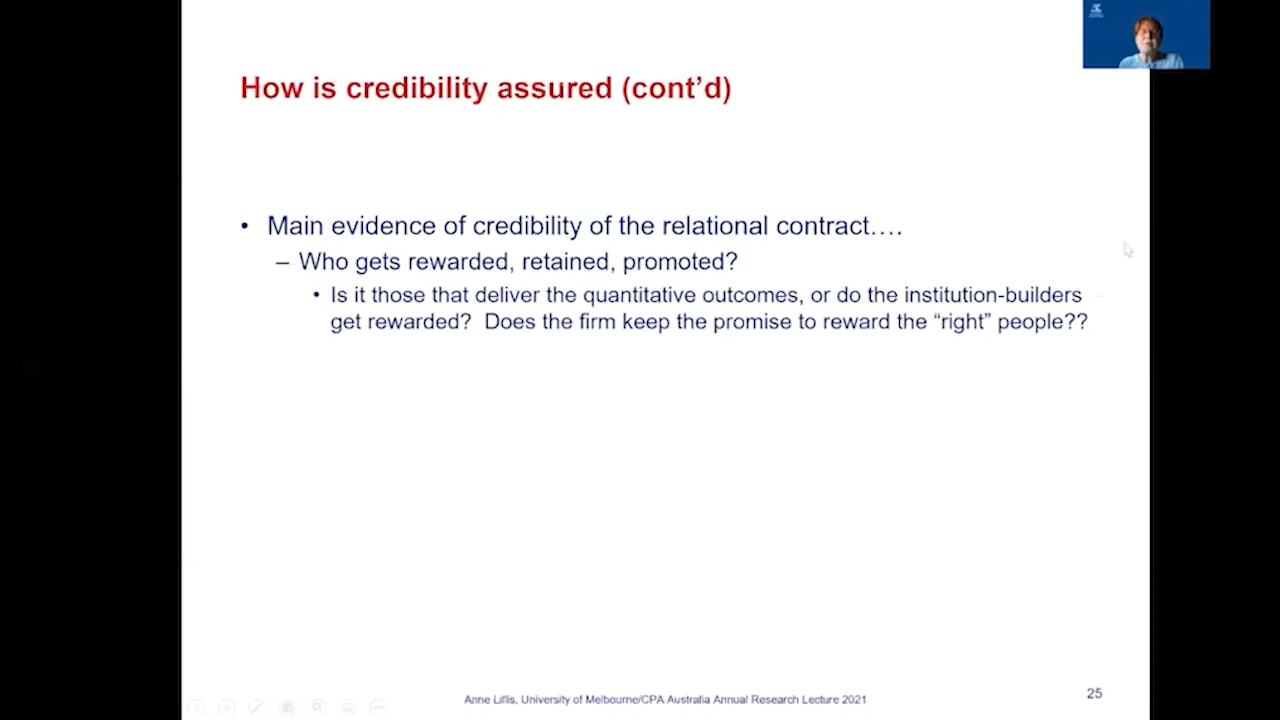 How is credibility assured (cont’d)
• Main evidence of credibility of the relational contract….
– Who gets rewarded, retained, promoted?
• Is it those that deliver the quantitative outcomes, or do the institution-builders
get rewarded?  Does the firm keep the promise to reward the “right” people??
Anne Lillis, University of Melbourne/CPA Australia Annual Research Lecture 2021
25